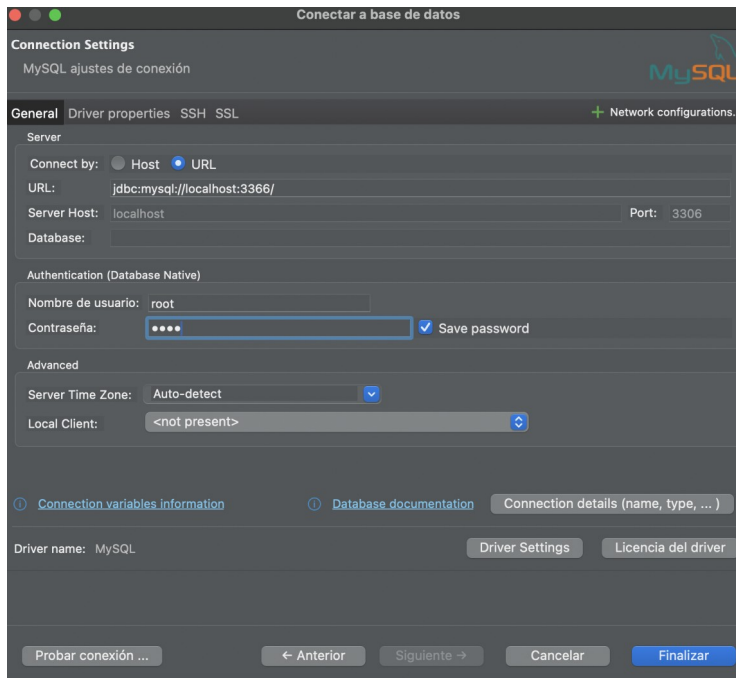 Conectar a base de datos
Connection Settings
MySQL ajustes de conexión
MySQL
General Driver properties SSH SSL
Network configurations.
Server
Connect by: Host URL
URL: jdbc:mysql://localhost:3366/
Server Host: localhost Port: 3306
Database:
Authentication (Database Native)
Nombre de usuario: root
Contraseña: ••••
Save password
Advanced
Server Time Zone: Auto-detect
Local Client: <not present>
Connection variables information
Database documentation
Connection details (name, type, ... )
Driver name: MySQL
Driver Settings
Licencia del driver
Probar conexión ...
← Anterior
Siguiente →
Cancelar
Finalizar